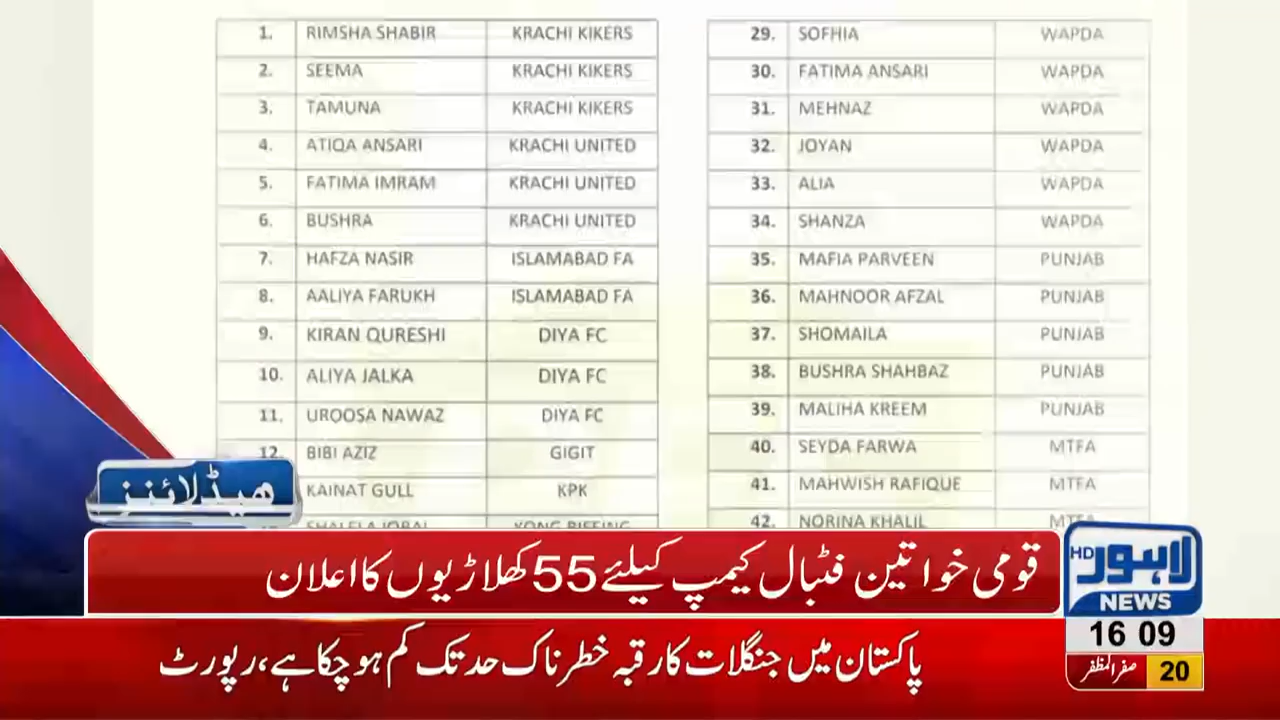 1. RIMSHA SHABIR KRACHI KIKERS
2. SEEMA KRACHI KIKERS
3. TAMUNA KRACHI KIKERS
4. ATIQA ANSARI KRACHI UNITED
5. FATIMA IMRAM KRACHI UNITED
6. BUSHRA KRACHI UNITED
7. HAFZA NASIR ISLAMABAD FA
8. AALIYA FARUKH ISLAMABAD FA
9. KIRAN QURESHI DIYA FC
10. ALIYA JALKA DIYA FC
11. UROOSA NAWAZ DIYA FC
12. BIBI AZIZ GIGIT
KAINAT GULL KPK
29. SOFHIA WAPDA
30. FATIMA ANSARI WAPDA
31. MEHNAZ WAPDA
32. JOYAN WAPDA
33. ALIA WAPDA
34. SHANZA WAPDA
35. MAFIA PARVEEN PUNJAB
36. MAHNOOR AFZAL PUNJAB
37. SHOMAILA PUNJAB
38. BUSHRA SHAHBAZ PUNJAB
39. MALIHA KREEM PUNJAB
40. SEYDA FARWA MTFA
41. MAHWISH RAFIQUE MTFA
42. NORINA KHALIL MTFA
ہیڈلائنز
قومی خواتین فٹبال کیمپ کیلئے 55 کھلاڑیوں کا اعلان
پاکستان میں جنگلات کا رقبہ خطرناک حد تک کم ہو چکا ہے، رپورٹ
لاہور HD
NEWS
16 09
20 صفر المظفر